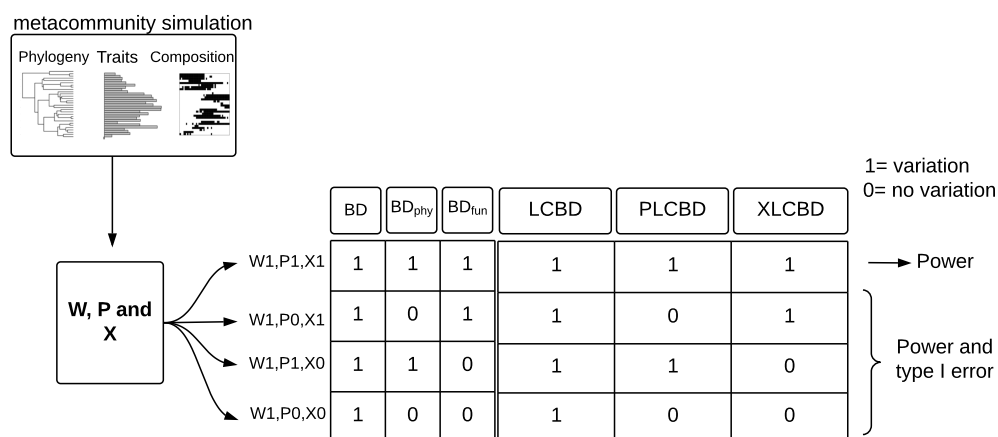 metacommunity simulation
Phylogeny Traits Composition
1= variation
0= no variation
BD BDphy BDfun LCBD PLCBD XLCBD
W1,P1,X1 1 1 1 1 1 1 Power
W, P and
X
W1,P0,X1 1 0 1 1 0 1
W1,P1,X0 1 1 0 1 1 0
Power and
type I error
W1,P0,X0 1 0 0 1 0 0